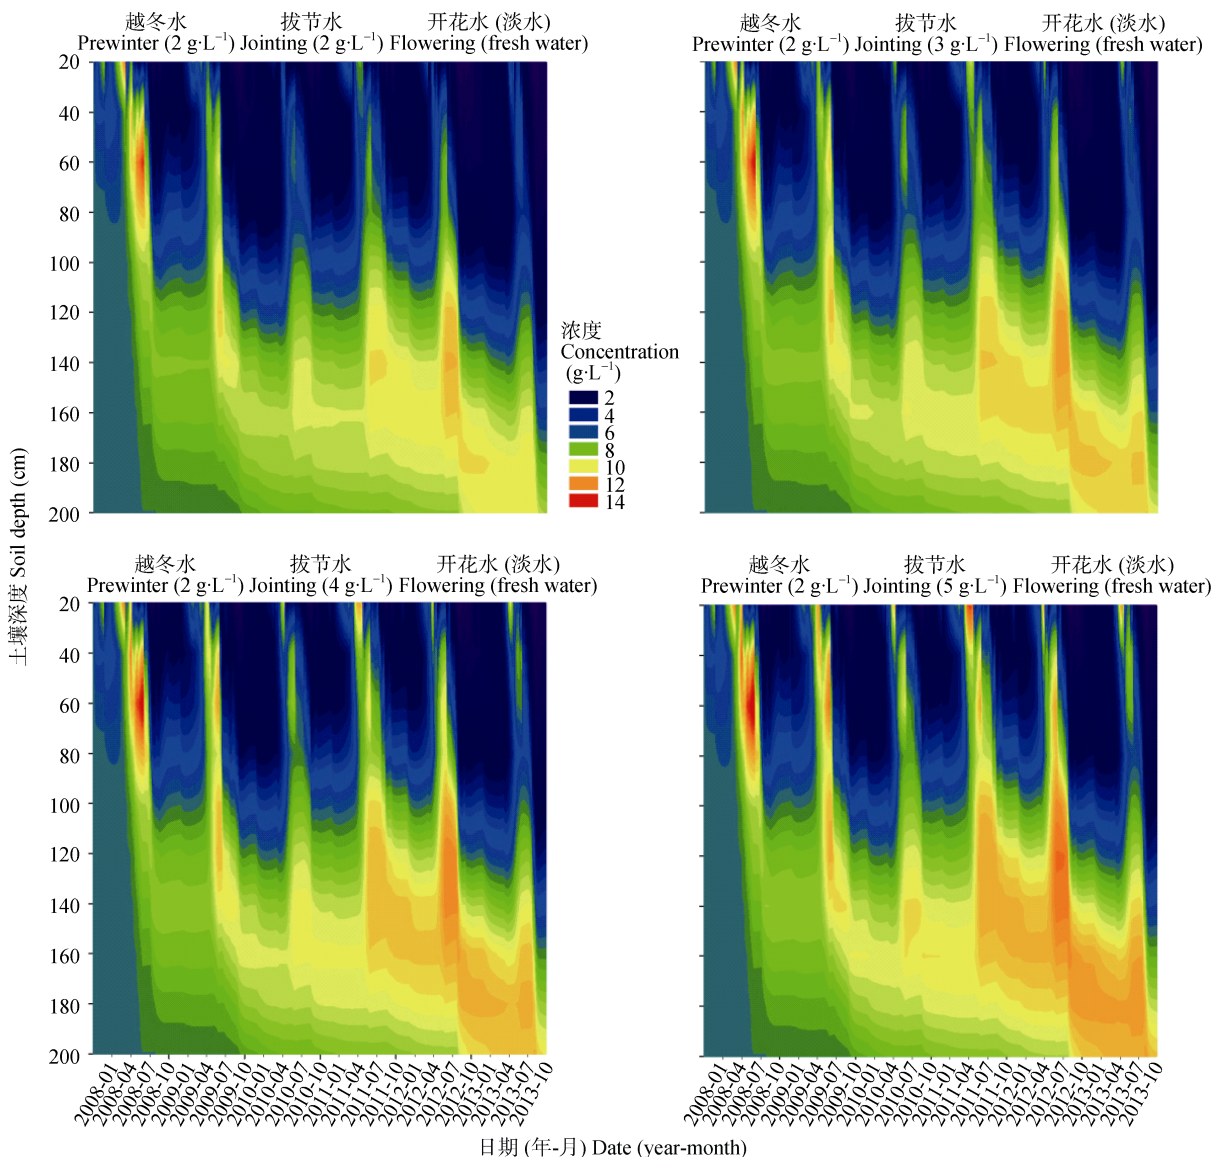 越冬水 拔节水 开花水 (淡水)
Prewinter (2 g·L⁻¹) Jointing (2 g·L⁻¹) Flowering (fresh water)
越冬水 拔节水 开花水 (淡水)
Prewinter (2 g·L⁻¹) Jointing (3 g·L⁻¹) Flowering (fresh water)
20
40
60
80
100
120
140
160
180
200
浓度
Concentration
(g·L⁻¹)
2
4
6
8
10
12
14
土壤深度 Soil depth (cm)
越冬水 拔节水 开花水 (淡水)
Prewinter (2 g·L⁻¹) Jointing (4 g·L⁻¹) Flowering (fresh water)
越冬水 拔节水 开花水 (淡水)
Prewinter (2 g·L⁻¹) Jointing (5 g·L⁻¹) Flowering (fresh water)
20
40
60
80
100
120
140
160
180
200
2008-01 2008-04 2008-07 2008-10 2009-01 2009-04 2009-07 2009-10 2010-01 2010-04 2010-07 2010-10 2011-01 2011-04 2011-07 2011-10 2012-01 2012-04 2012-07 2012-10 2013-01 2013-04 2013-07 2013-10
2008-01 2008-04 2008-07 2008-10 2009-01 2009-04 2009-07 2009-10 2010-01 2010-04 2010-07 2010-10 2011-01 2011-04 2011-07 2011-10 2012-01 2012-04 2012-07 2012-10 2013-01 2013-04 2013-07 2013-10
日期 (年-月) Date (year-month)